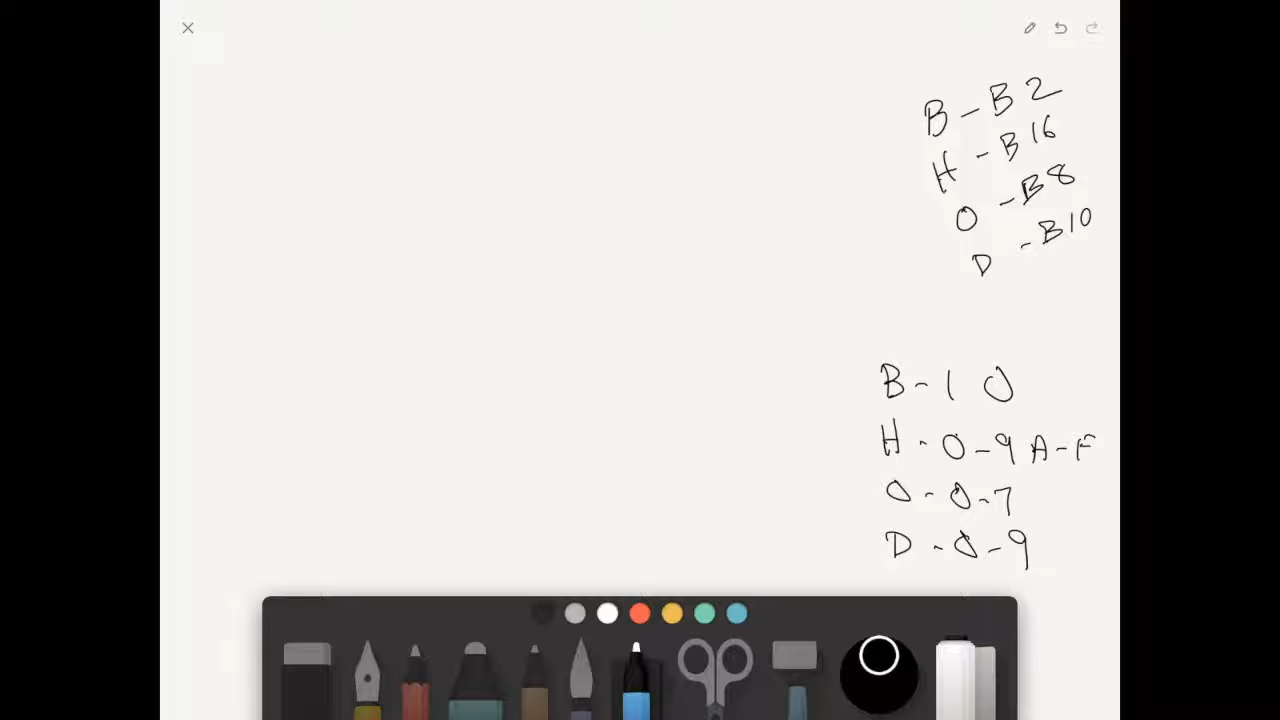 B - B2
H - B16
O - B8
D - B10
B - 1 0
H - 0 - 9 A - F
O - 0 - 7
D - 0 - 9